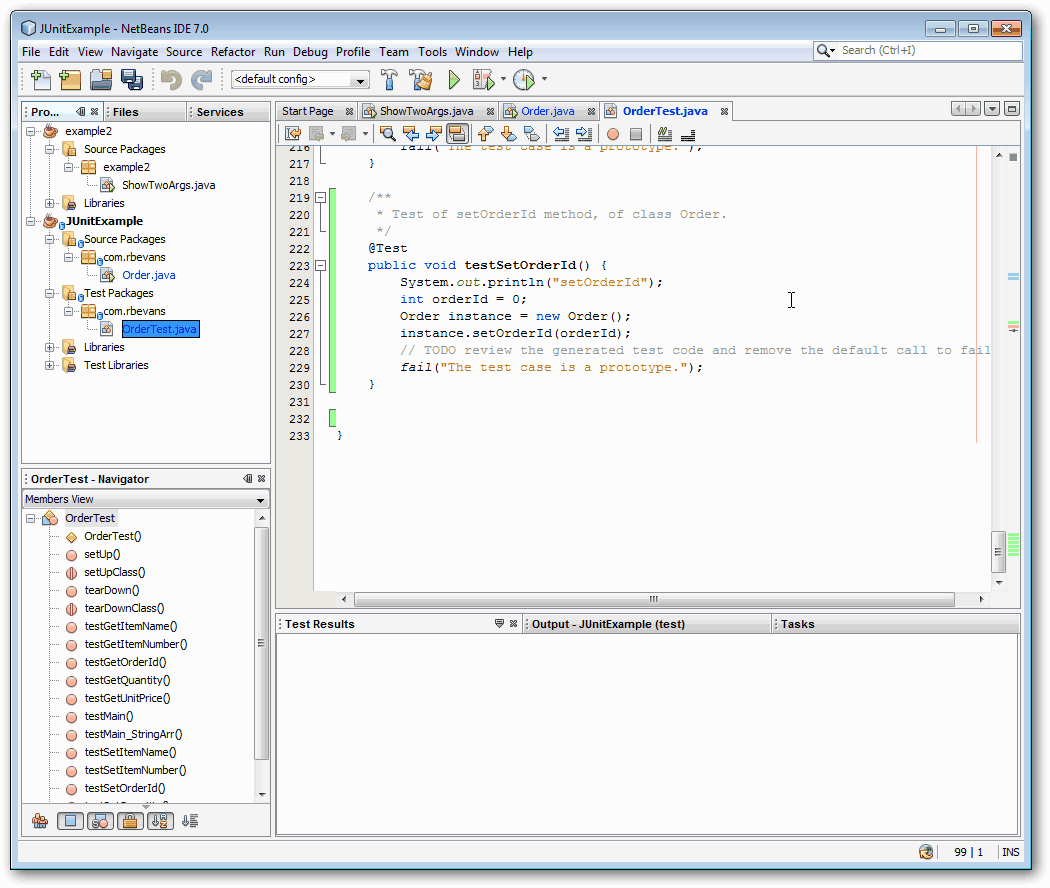 JUnitExample - NetBeans IDE 7.0
File Edit View Navigate Source Refactor Run Debug Profile Team Tools Window Help
Search (Ctrl+I)
<default config>
Pro...
Files
Services
example2
Source Packages
example2
ShowTwoArgs.java
Libraries
JUnitExample
Source Packages
com.rbevans
Order.java
Test Packages
com.rbevans
OrderTest.java
Libraries
Test Libraries
OrderTest - Navigator
Members View
OrderTest
OrderTest()
setUp()
setUpClass()
tearDown()
tearDownClass()
testGetItemName()
testGetItemNumber()
testGetOrderId()
testGetQuantity()
testGetUnitPrice()
testMain()
testMain_StringArr()
testSetItemName()
testSetItemNumber()
testSetOrderId()
Start Page
ShowTwoArgs.java
Order.java
OrderTest.java
216 fail("The test case is a prototype.");
217 }
218
219 /**
220 * Test of setOrderId method, of class Order.
221 */
222 @Test
223 public void testSetOrderId() {
224 System.out.println("setOrderId");
225 int orderId = 0;
226 Order instance = new Order();
227 instance.setOrderId(orderId);
228 // TODO review the generated test code and remove the default call to fail
229 fail("The test case is a prototype.");
230 }
231
232
233 }
Test Results
Output - JUnitExample (test)
Tasks
99 | 1 INS